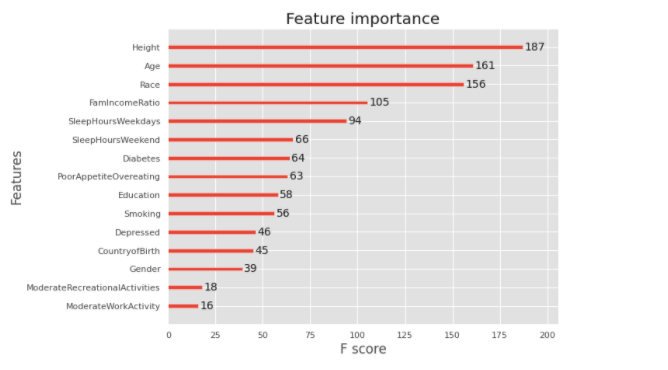 Feature importance
Features
Height 187
Age 161
Race 156
FamIncomeRatio 105
SleepHoursWeekdays 94
SleepHoursWeekend 66
Diabetes 64
PoorAppetiteOvereating 63
Education 58
Smoking 56
Depressed 46
CountryofBirth 45
Gender 39
ModerateRecreationalActivities 18
ModerateWorkActivity 16
0 25 50 75 100 125 150 175 200
F score